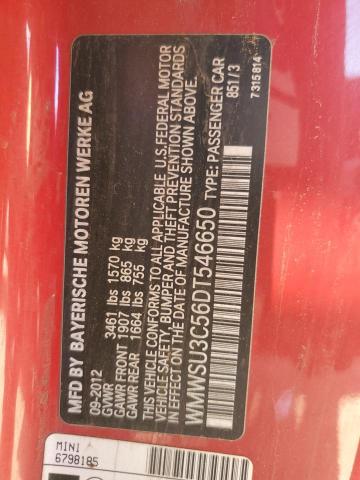 MFD BY BAYERISCHE MOTOREN WERKE AG
09-2012
GVWR 3461 lbs 1570 kg
GAWR FRONT 1907 lbs 865 kg
GAWR REAR 1664 lbs 755 kg
THIS VEHICLE CONFORMS TO ALL APPLICABLE U.S. FEDERAL MOTOR
VEHICLE SAFETY, BUMPER AND THEFT PREVENTION STANDARDS
IN EFFECT ON THE DATE OF MANUFACTURE SHOWN ABOVE.
WMWSU3C56DT546650 TYPE: PASSENGER CAR
851/3
7315814
MINI
6798185